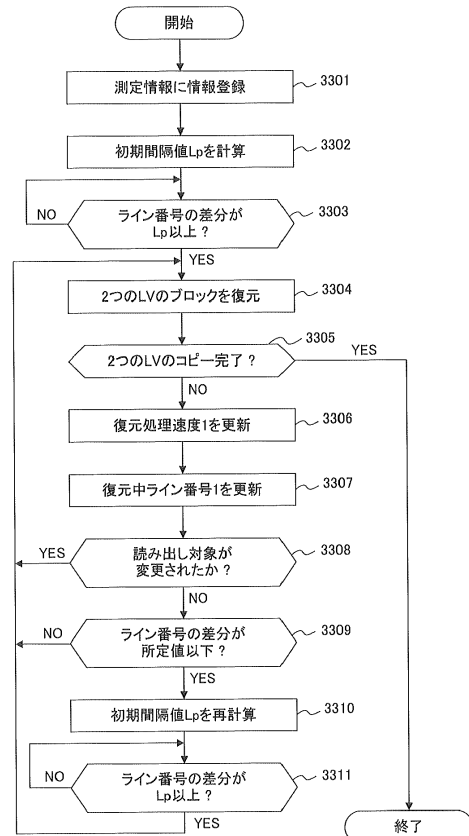 開始
測定情報に情報登録
3301
初期間隔値Lpを計算
3302
ライン番号の差分が
Lp以上？
3303
NO
YES
2つのLVのブロックを復元
3304
2つのLVのコピー完了？
3305
YES
NO
復元処理速度1を更新
3306
復元中ライン番号1を更新
3307
読み出し対象が
変更されたか？
3308
YES
NO
ライン番号の差分が
所定値以下？
3309
NO
YES
初期間隔値Lpを再計算
3310
ライン番号の差分が
Lp以上？
3311
NO
YES
終了